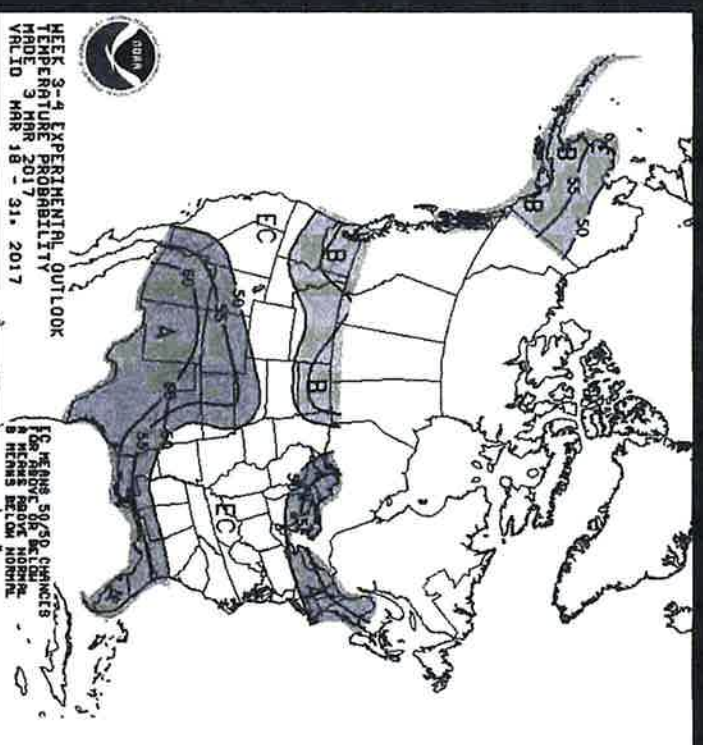 NOAA
WEEK 3-4 EXPERIMENTAL OUTLOOK
TEMPERATURE PROBABILITY
MADE 3 MAR 2017
VALID MAR 18 - 31, 2017
EC MEANS 50/50 CHANCES
FOR ABOVE OR BELOW
A MEANS ABOVE NORMAL
B MEANS BELOW NORMAL
B
55
50
B
B
B
EC
50
55
60
A
60
55
50
EC